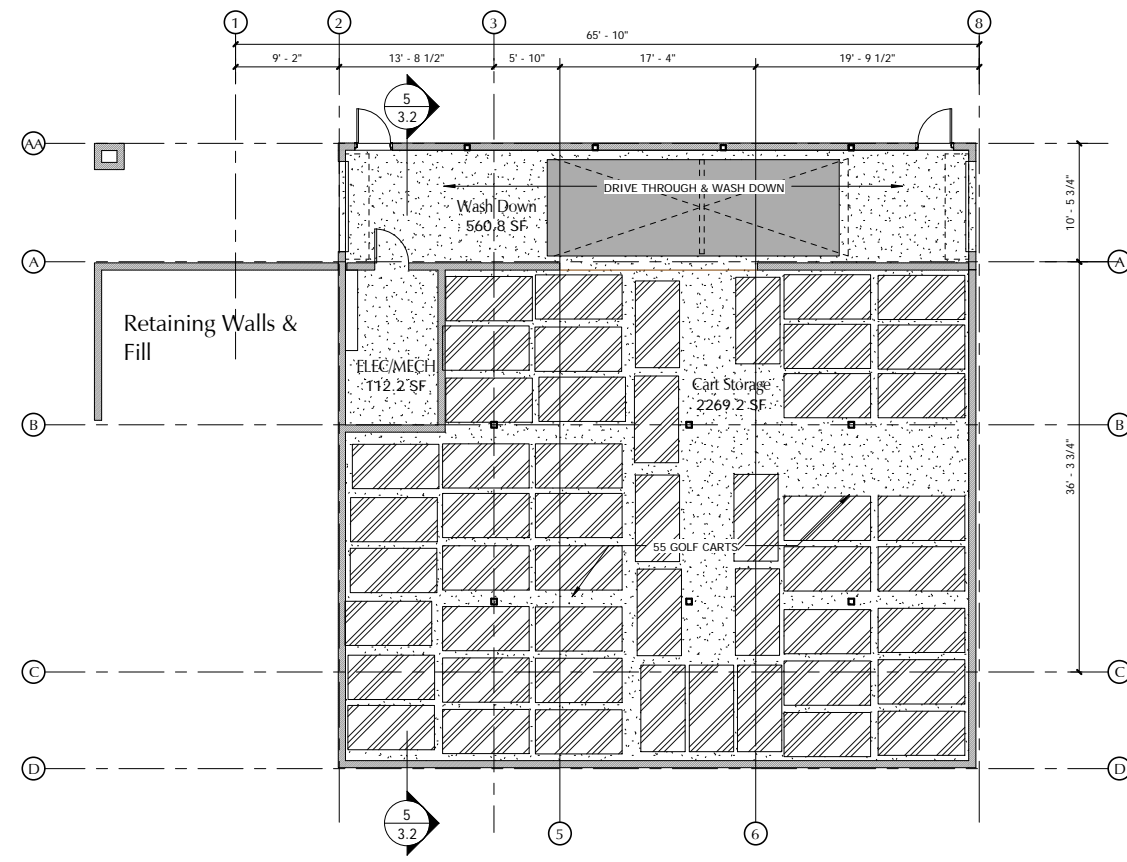 1
2
3
8
65' - 10"
9' - 2"
13' - 8 1/2"
5' - 10"
17' - 4"
19' - 9 1/2"
5
3.2
AA
DRIVE THROUGH & WASH DOWN
Wash Down
560.8 SF
10' - 5 3/4"
A
A
Retaining Walls &
Fill
ELEC/MECH
112.2 SF
Cart Storage
2269.2 SF
B
B
36' - 3 3/4"
55 GOLF CARTS
C
C
D
D
5
3.2
5
6